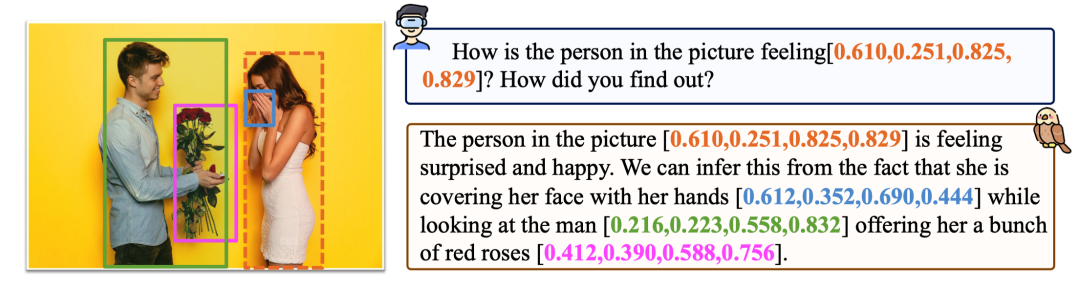 How is the person in the picture feeling[0.610,0.251,0.825,
0.829]? How did you find out?
The person in the picture [0.610,0.251,0.825,0.829] is feeling
surprised and happy. We can infer this from the fact that she is
covering her face with her hands [0.612,0.352,0.690,0.444] while
looking at the man [0.216,0.223,0.558,0.832] offering her a bunch
of red roses [0.412,0.390,0.588,0.756].